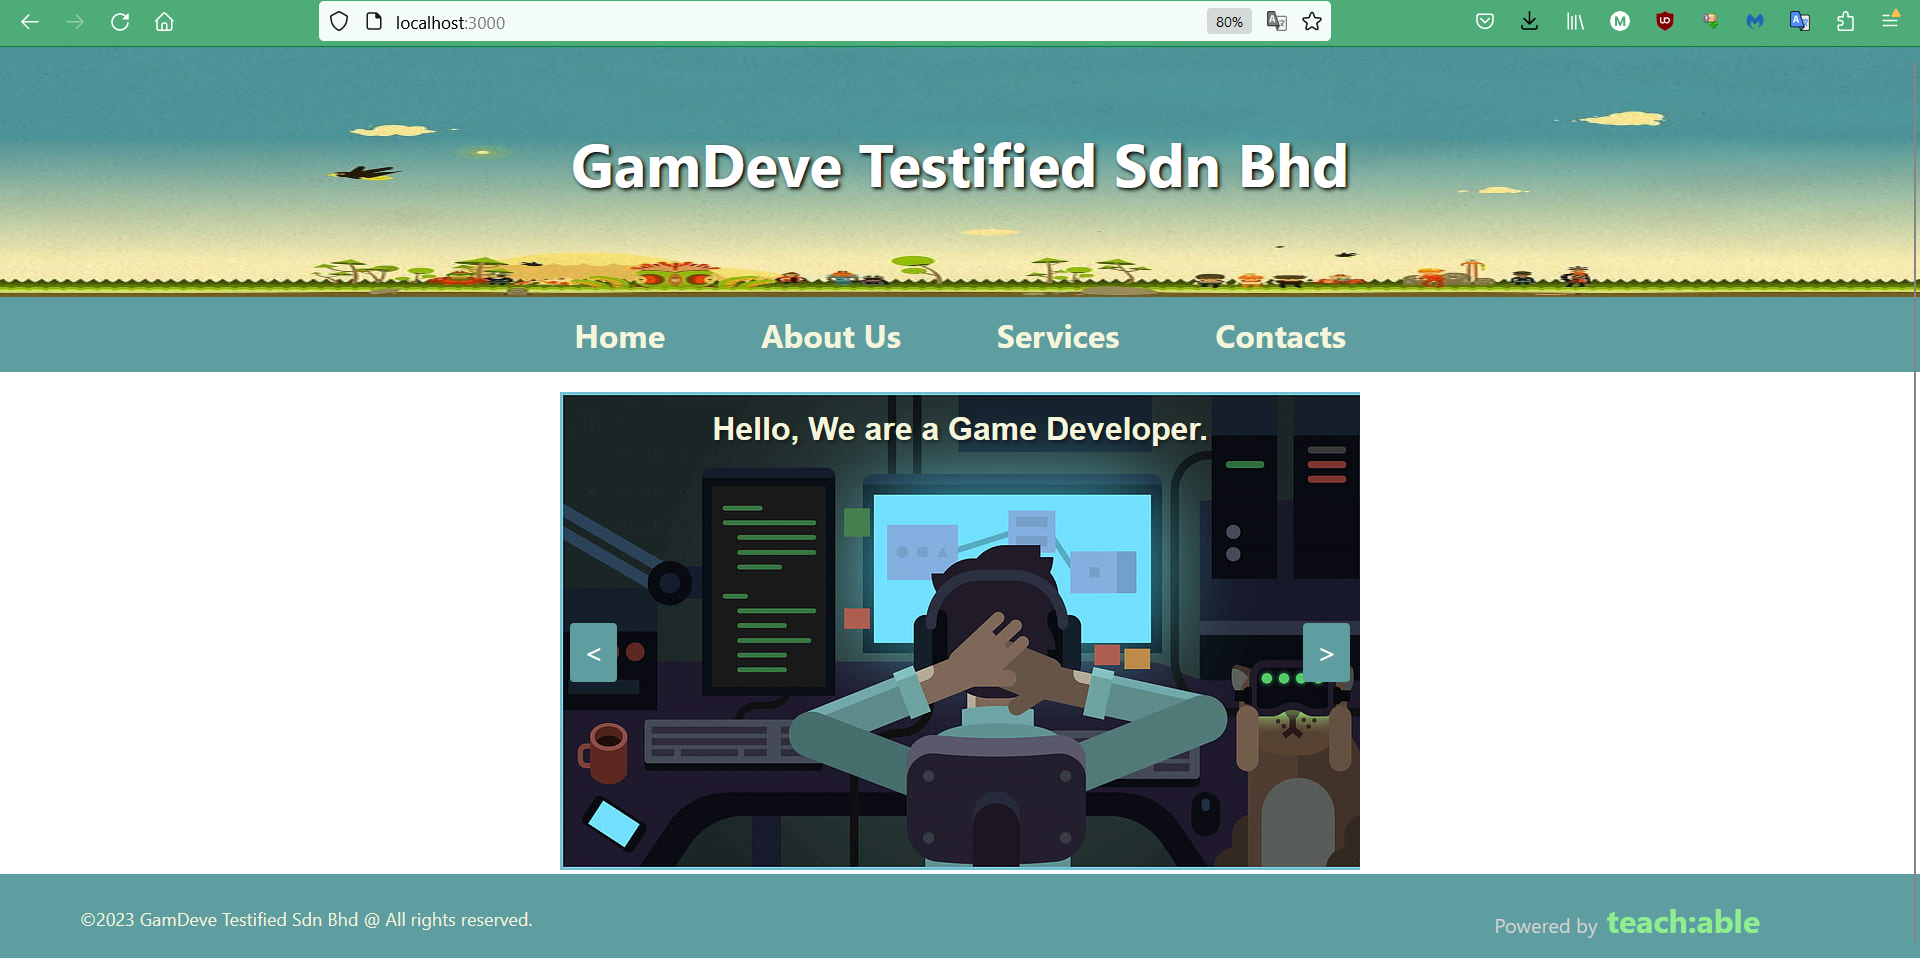 localhost:3000
80%
GamDeve Testified Sdn Bhd
Home About Us Services Contacts
Hello, We are a Game Developer.
< >
©2023 GamDeve Testified Sdn Bhd @ All rights reserved.
Powered by teach:able